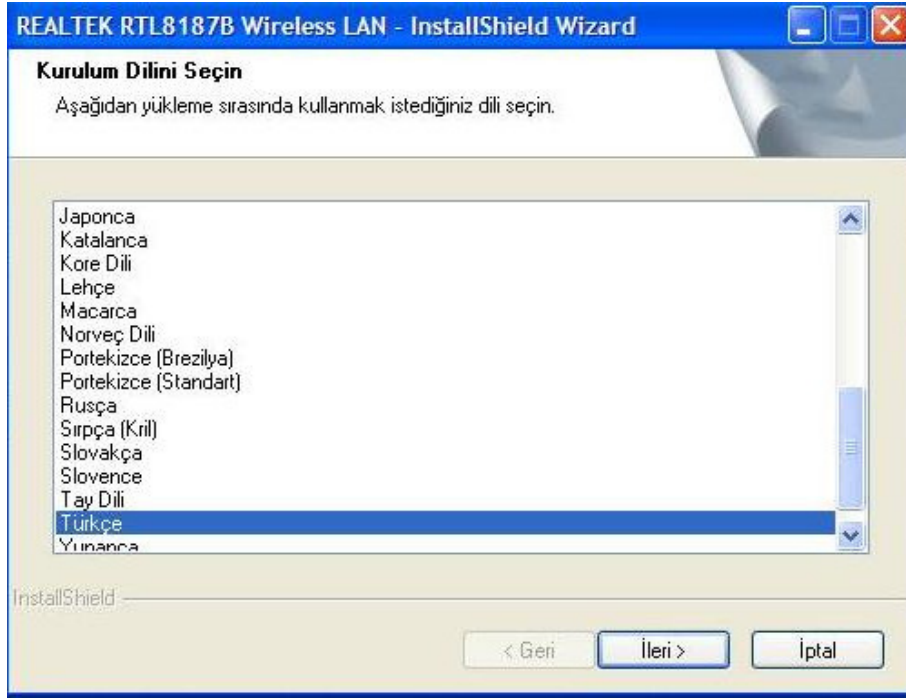 REALTEK RTL8187B Wireless LAN - InstallShield Wizard
Kurulum Dilini Seçin
Aşağıdan yükleme sırasında kullanmak istediğiniz dili seçin.
Japonca
Katalanca
Kore Dili
Lehçe
Macarca
Norveç Dili
Portekizce (Brezilya)
Portekizce (Standart)
Rusça
Sırpça (Kril)
Slovakça
Slovence
Tay Dili
Türkçe
Yunanca
InstallShield
< Geri İleri > İptal